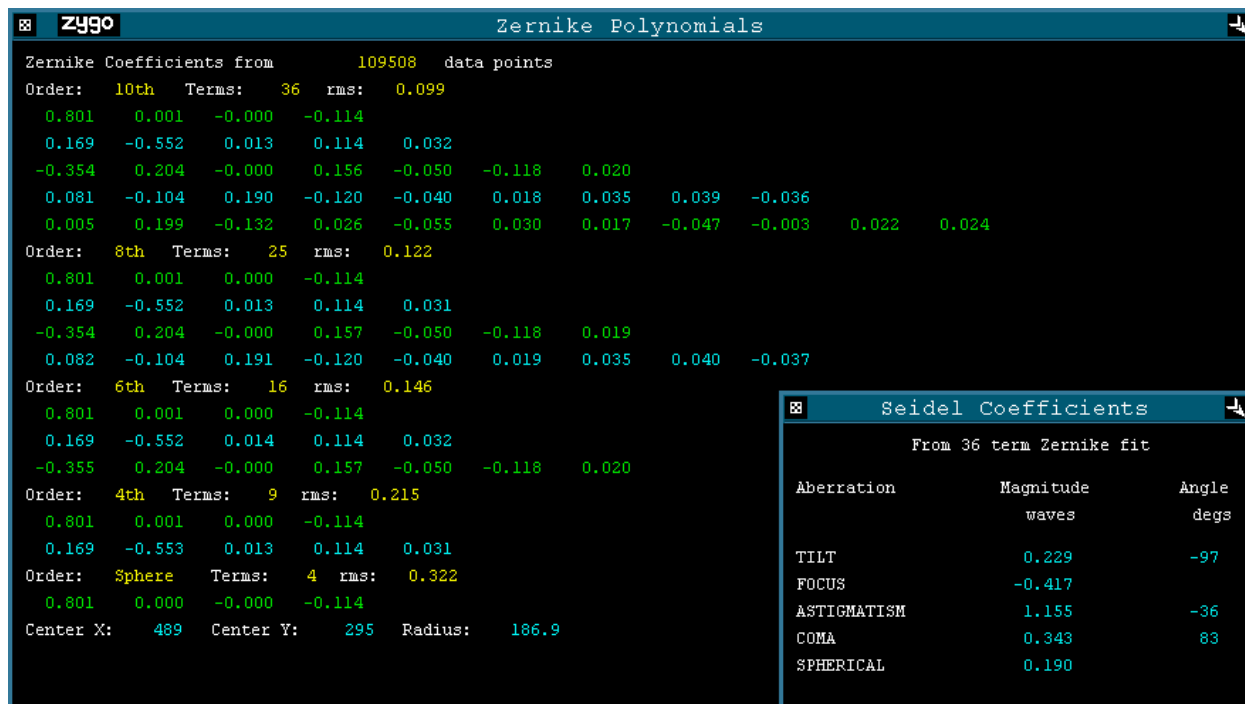 zygo Zernike Polynomials
Zernike Coefficients from 109508 data points
Order: 10th Terms: 36 rms: 0.099
0.801 0.001 -0.000 -0.114
0.169 -0.552 0.013 0.114 0.032
-0.354 0.204 -0.000 0.156 -0.050 -0.118 0.020
0.081 -0.104 0.190 -0.120 -0.040 0.018 0.035 0.039 -0.036
0.005 0.199 -0.132 0.026 -0.055 0.030 0.017 -0.047 -0.003 0.022 0.024
Order: 8th Terms: 25 rms: 0.122
0.801 0.001 0.000 -0.114
0.169 -0.552 0.013 0.114 0.031
-0.354 0.204 -0.000 0.157 -0.050 -0.118 0.019
0.082 -0.104 0.191 -0.120 -0.040 0.019 0.035 0.040 -0.037
Order: 6th Terms: 16 rms: 0.146
0.801 0.001 0.000 -0.114
0.169 -0.552 0.014 0.114 0.032
-0.355 0.204 -0.000 0.157 -0.050 -0.118 0.020
Order: 4th Terms: 9 rms: 0.215
0.801 0.001 0.000 -0.114
0.169 -0.553 0.013 0.114 0.031
Order: Sphere Terms: 4 rms: 0.322
0.801 0.000 -0.000 -0.114
Center X: 489 Center Y: 295 Radius: 186.9
Seidel Coefficients
From 36 term Zernike fit
Aberration Magnitude Angle
waves degs
TILT 0.229 -97
FOCUS -0.417
ASTIGMATISM 1.155 -36
COMA 0.343 83
SPHERICAL 0.190